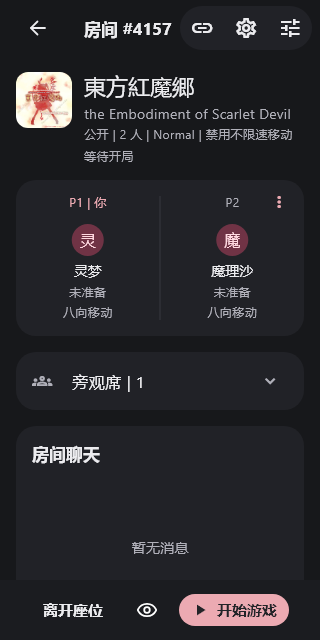 房间 #4157
東方紅魔郷
the Embodiment of Scarlet Devil
公开 | 2 人 | Normal | 禁用不限速移动
等待开局
P1 | 你
灵
灵梦
未准备
八向移动
P2
魔
魔理沙
未准备
八向移动
旁观席 | 1
房间聊天
暂无消息
离开座位
开始游戏